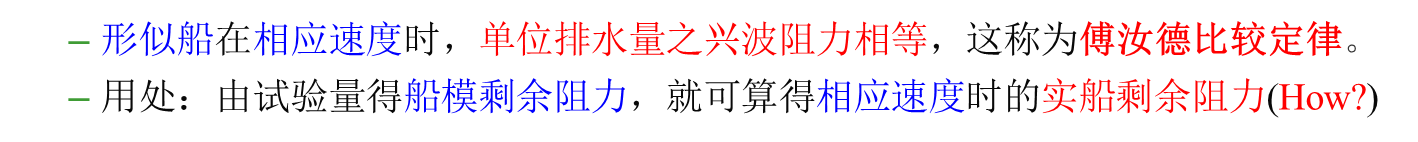 – 形似船在相应速度时，单位排水量之兴波阻力相等，这称为傅汝德比较定律。
– 用处：由试验量得船模剩余阻力，就可算得相应速度时的实船剩余阻力(How?)